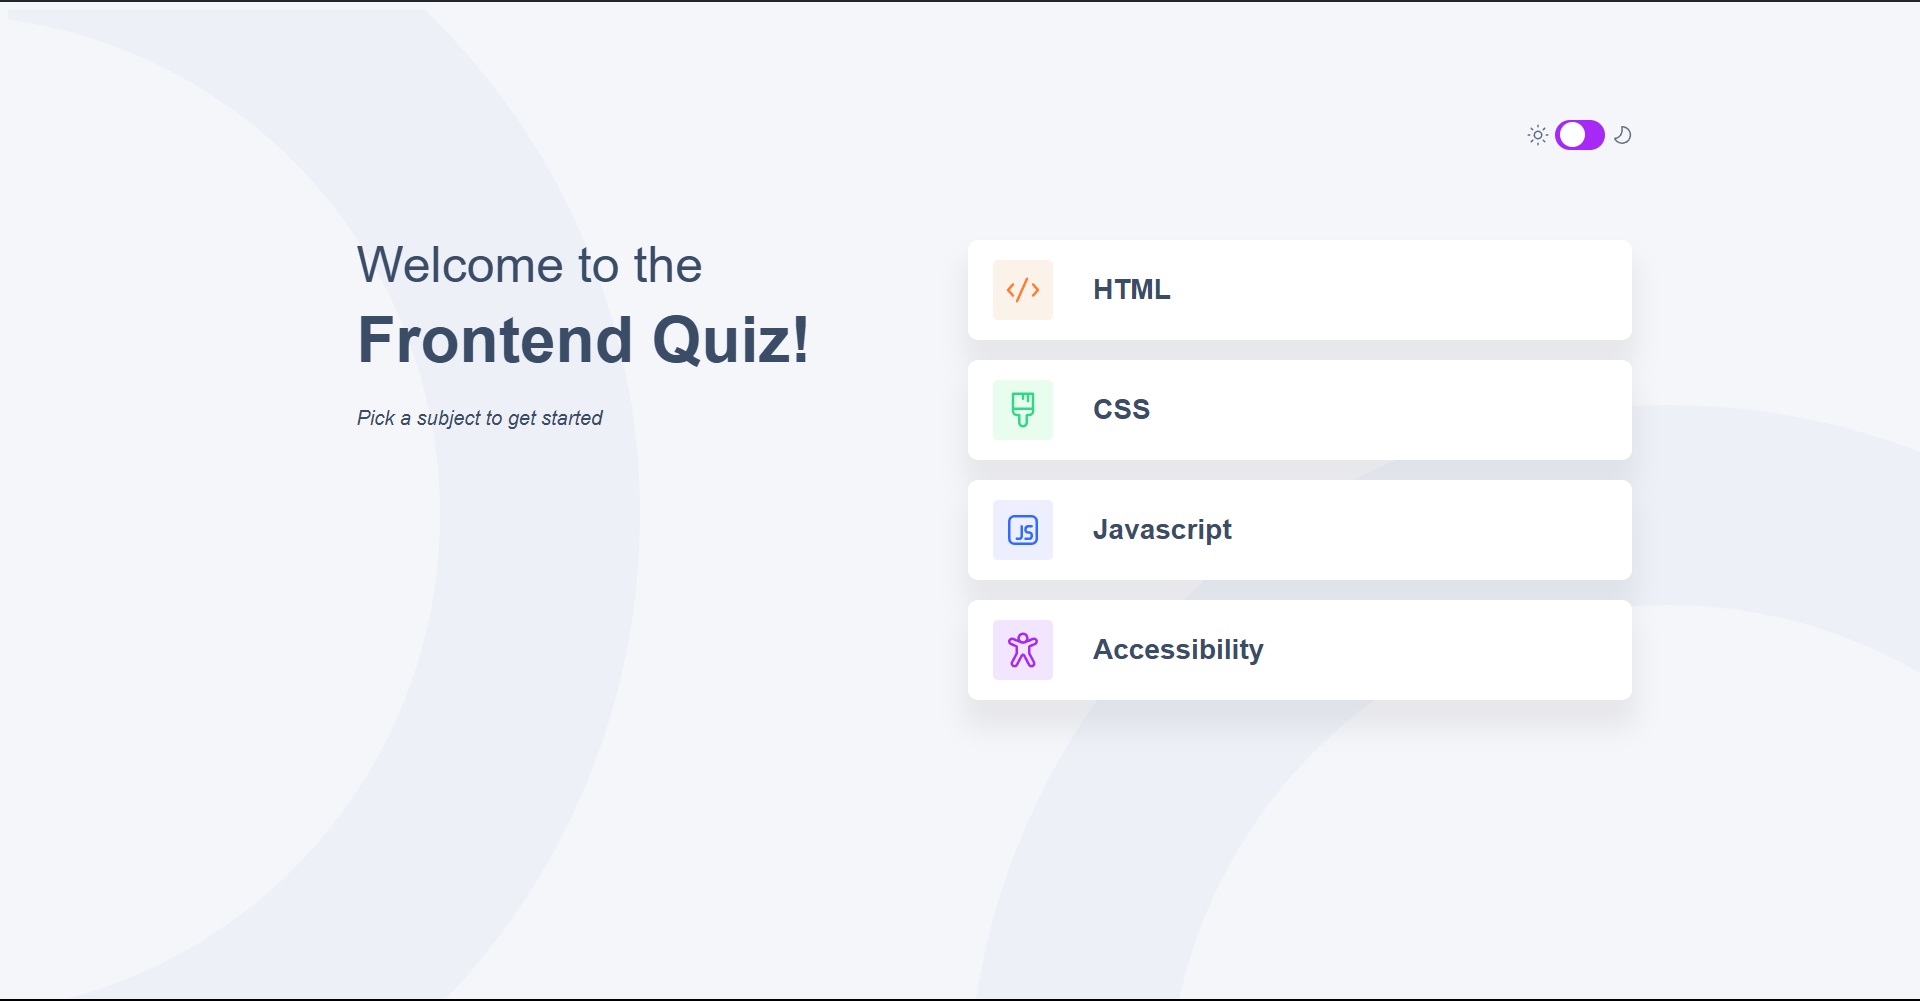 Welcome to the
Frontend Quiz!
Pick a subject to get started
HTML
CSS
JS
Javascript
Accessibility